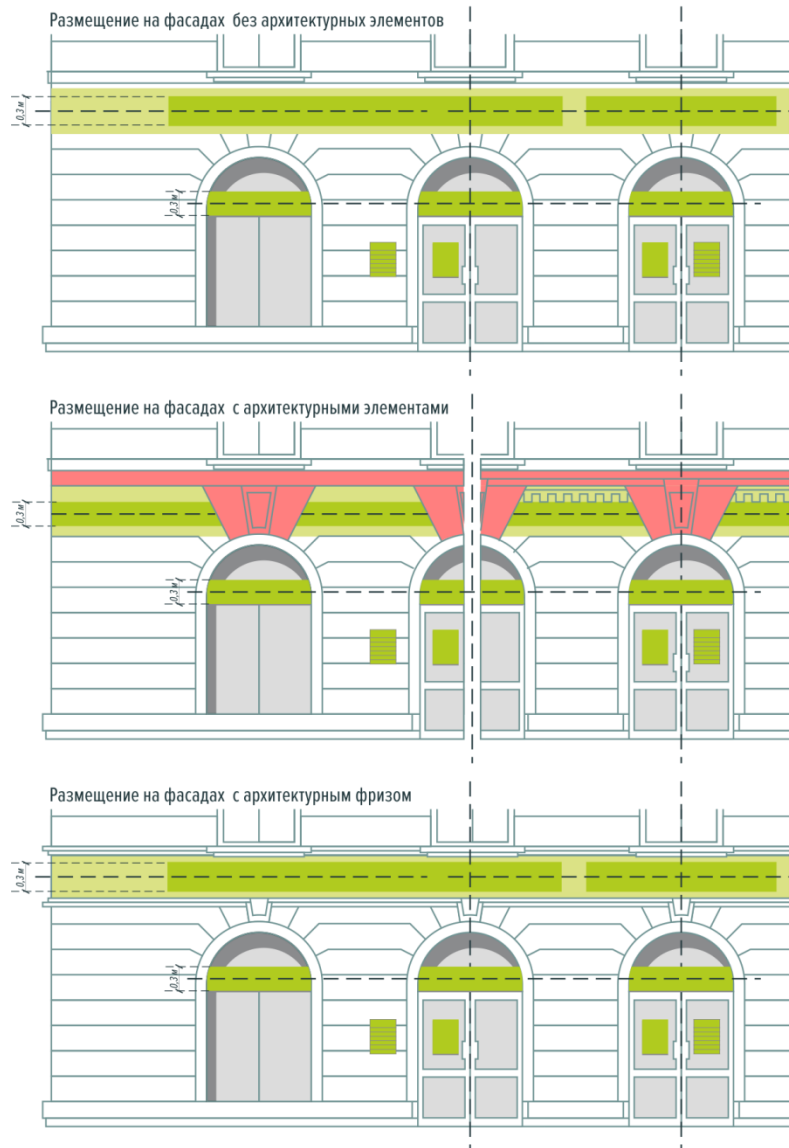 Размещение на фасадах без архитектурных элементов
0,3 м
0,3 м
Размещение на фасадах с архитектурными элементами
0,3 м
0,3 м
Размещение на фасадах с архитектурным фризом
0,3 м
0,3 м